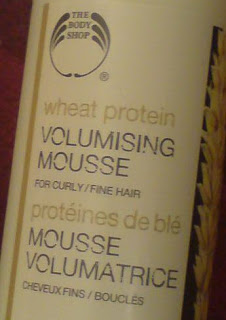 THE
BODY
SHOP
®
wheat protein
VOLUMISING
MOUSSE
FOR CURLY/FINE HAIR
protéines de blé
MOUSSE
VOLUMATRICE
CHEVEUX FINS / BOUCLÉS